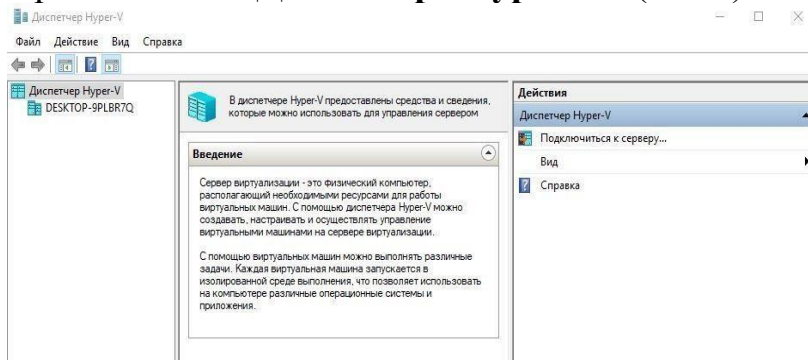 Диспетчер Hyper-V
Файл Действие Вид Справка
Диспетчер Hyper-V
DESKTOP-9PLBR7Q
В диспетчере Hyper-V предоставлены средства и сведения,
которые можно использовать для управления сервером
Введение
Сервер виртуализации - это физический компьютер,
располагающий необходимыми ресурсами для работы
виртуальных машин. С помощью диспетчера Hyper-V можно
создавать, настраивать и осуществлять управление
виртуальными машинами на сервере виртуализации.
С помощью виртуальных машин можно выполнять различные
задачи. Каждая виртуальная машина запускается в
изолированной среде выполнения, что позволяет использовать
на компьютере различные операционные системы и
приложения.
Действия
Диспетчер Hyper-V
Подключиться к серверу...
Вид
Справка